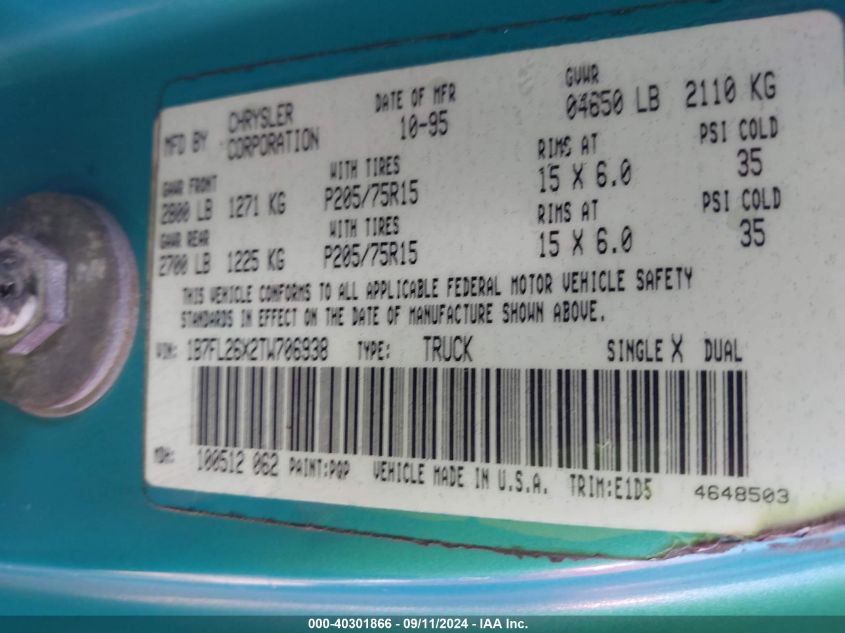 MFD BY CHRYSLER CORPORATION DATE OF MFR 10-95 GVWR 04650 LB 2110 KG
GAWR FRONT WITH TIRES RIMS AT PSI COLD
2800 LB 1271 KG P205/75R15 15 X 6.0 35
GAWR REAR WITH TIRES RIMS AT PSI COLD
2700 LB 1225 KG P205/75R15 15 X 6.0 35
THIS VEHICLE CONFORMS TO ALL APPLICABLE FEDERAL MOTOR VEHICLE SAFETY
STANDARDS IN EFFECT ON THE DATE OF MANUFACTURE SHOWN ABOVE.
VIN: 1B7FL26X2TW706938 TYPE: TRUCK SINGLE X DUAL
MDH: 100512 062 PAINT:PQP VEHICLE MADE IN U.S.A. TRIM:E1D5 4648503
000-40301866 - 09/11/2024 - IAA Inc.